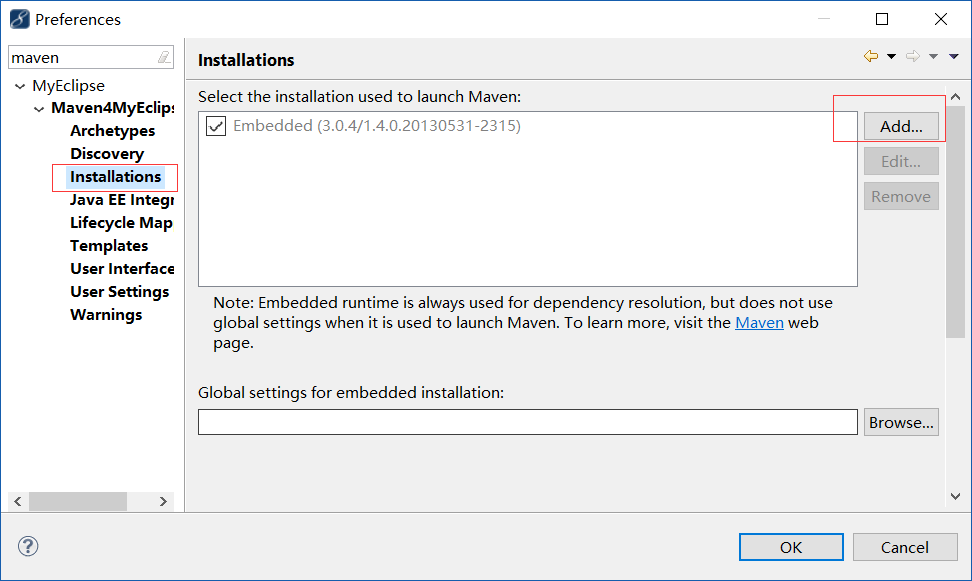 Preferences
maven
MyEclipse
Maven4MyEclips
Archetypes
Discovery
Installations
Java EE Integr
Lifecycle Map
Templates
User Interface
User Settings
Warnings
Installations
Select the installation used to launch Maven:
Embedded (3.0.4/1.4.0.20130531-2315)
Add...
Edit...
Remove
Note: Embedded runtime is always used for dependency resolution, but does not use
global settings when it is used to launch Maven. To learn more, visit the Maven web
page.
Global settings for embedded installation:
Browse...
?
OK
Cancel